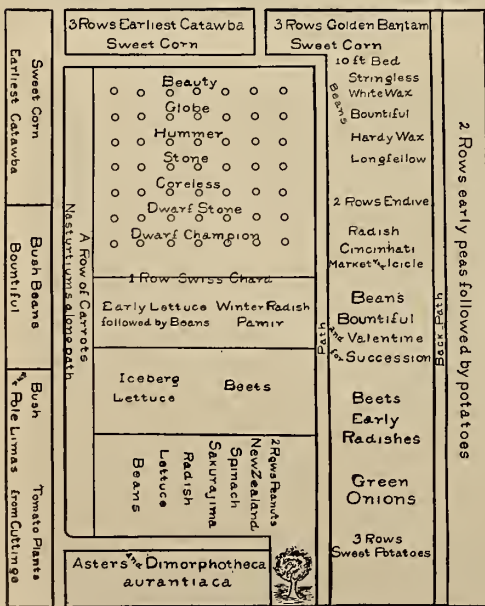 3 Rows Earliest Catawba
Sweet Corn
3 Rows Golden Bantam
Sweet Corn
Sweet Corn
Earliest Catawba
Bush Beans
Bountiful
Bush
and Pole Limas
Tomato Plants
from Cuttings
Nasturtiums along path
A Row of Carrots
Beauty
Globe
Hummer
Stone
Coreless
Dwarf Stone
Dwarf Champion
1 Row Swiss Chard
Early Lettuce
followed by Beans
Winter Radish
Pamir
Iceberg
Lettuce
Beets
Beans
Lettuce
Radish
Sakurajima
Spinach
New Zealand
2 Rows Peanuts
Asters and Dimorphotheca
aurantiaca
Path
10 ft Bed
Beans
Stringless
White Wax
Bountiful
Hardy Wax
Longfellow
2 Rows Endive
Radish
Cincinnati
Market and Icicle
Beans
Bountiful
and Valentine
for Succession
Beets
Early
Radishes
Green
Onions
3 Rows
Sweet Potatoes
Back Path
2 Rows early peas followed by potatoes